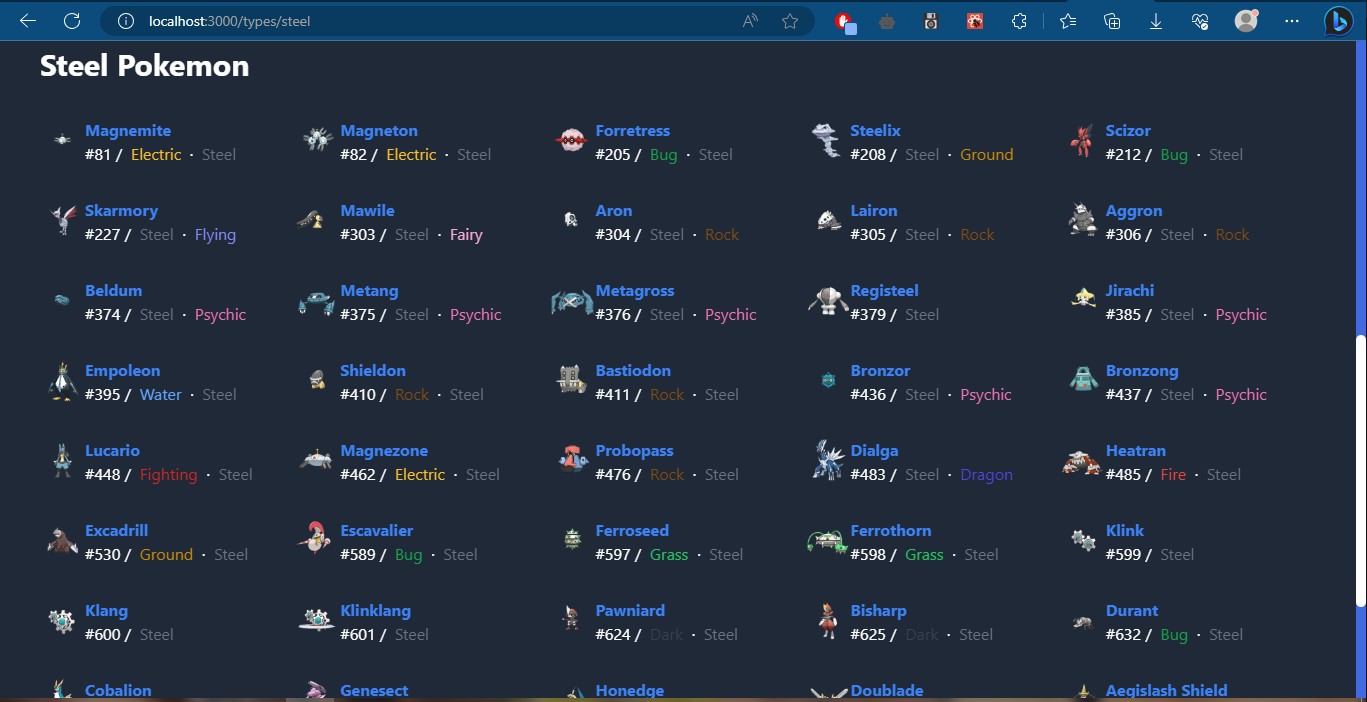 localhost:3000/types/steel
Steel Pokemon
Magnemite
#81 / Electric · Steel
Magneton
#82 / Electric · Steel
Forretress
#205 / Bug · Steel
Steelix
#208 / Steel · Ground
Scizor
#212 / Bug · Steel
Skarmory
#227 / Steel · Flying
Mawile
#303 / Steel · Fairy
Aron
#304 / Steel · Rock
Lairon
#305 / Steel · Rock
Aggron
#306 / Steel · Rock
Beldum
#374 / Steel · Psychic
Metang
#375 / Steel · Psychic
Metagross
#376 / Steel · Psychic
Registeel
#379 / Steel
Jirachi
#385 / Steel · Psychic
Empoleon
#395 / Water · Steel
Shieldon
#410 / Rock · Steel
Bastiodon
#411 / Rock · Steel
Bronzor
#436 / Steel · Psychic
Bronzong
#437 / Steel · Psychic
Lucario
#448 / Fighting · Steel
Magnezone
#462 / Electric · Steel
Probopass
#476 / Rock · Steel
Dialga
#483 / Steel · Dragon
Heatran
#485 / Fire · Steel
Excadrill
#530 / Ground · Steel
Escavalier
#589 / Bug · Steel
Ferroseed
#597 / Grass · Steel
Ferrothorn
#598 / Grass · Steel
Klink
#599 / Steel
Klang
#600 / Steel
Klinklang
#601 / Steel
Pawniard
#624 / Dark · Steel
Bisharp
#625 / Dark · Steel
Durant
#632 / Bug · Steel
Cobalion
Genesect
Honedge
Doublade
Aegislash Shield